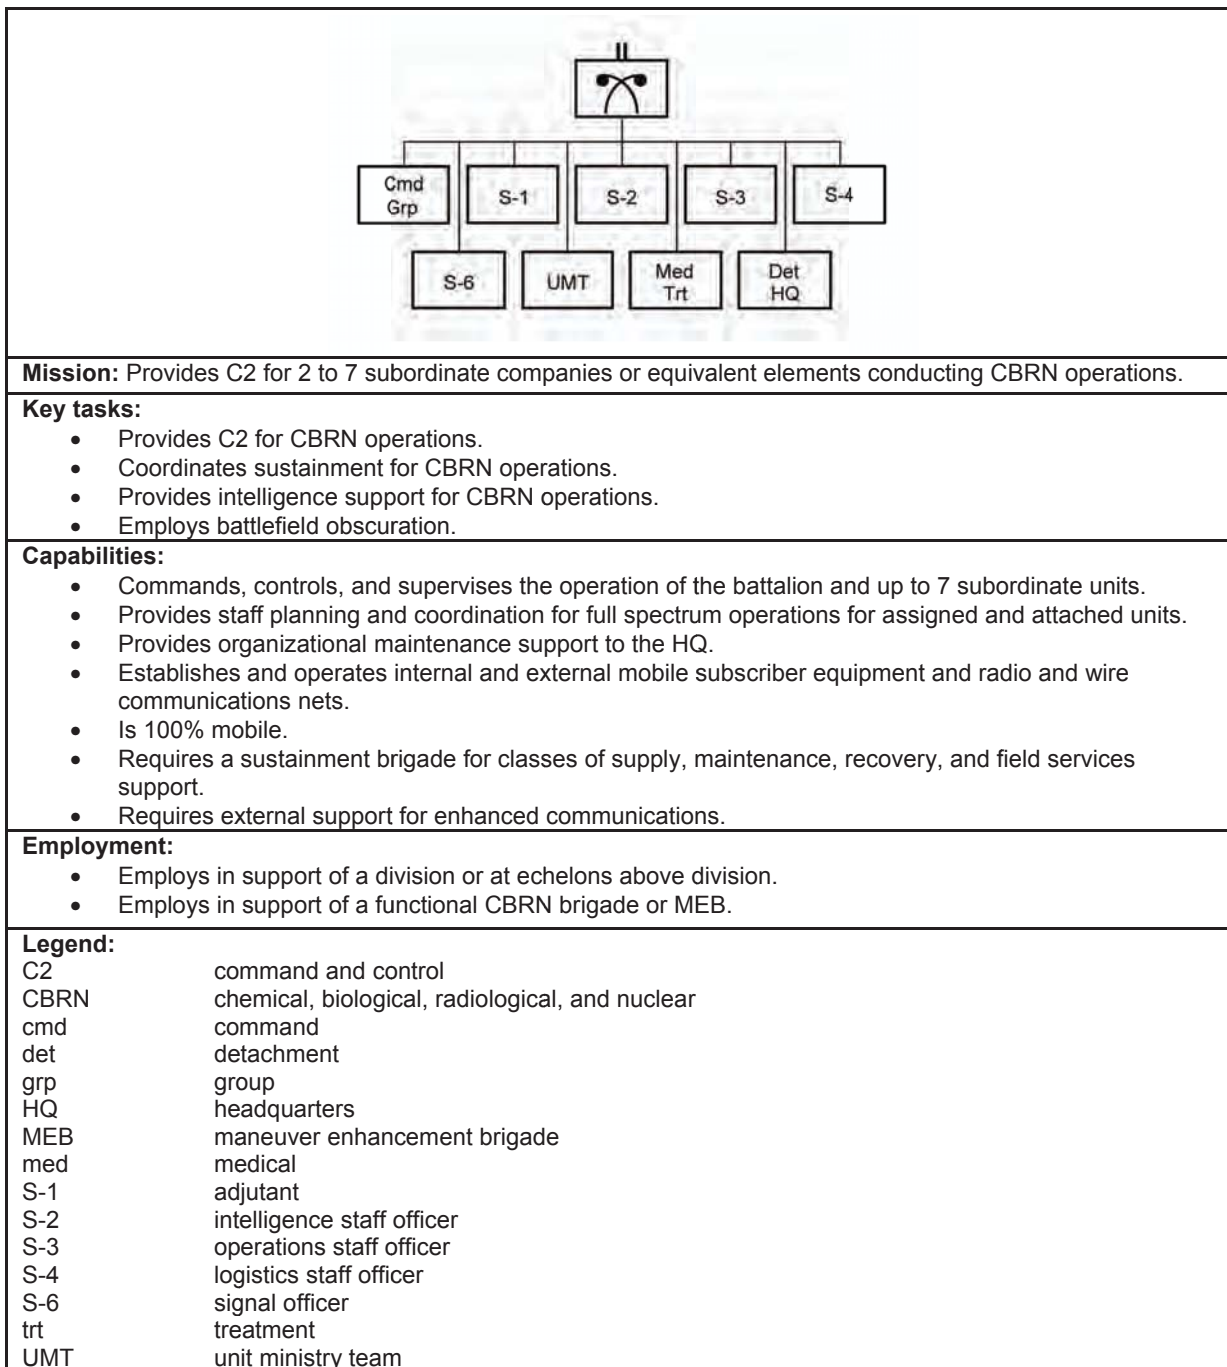 II
Cmd
Grp
S-1
S-2
S-3
S-4
S-6
UMT
Med
Trt
Det
HQ
Mission: Provides C2 for 2 to 7 subordinate companies or equivalent elements conducting CBRN operations.
Key tasks:
• Provides C2 for CBRN operations.
• Coordinates sustainment for CBRN operations.
• Provides intelligence support for CBRN operations.
• Employs battlefield obscuration.
Capabilities:
• Commands, controls, and supervises the operation of the battalion and up to 7 subordinate units.
• Provides staff planning and coordination for full spectrum operations for assigned and attached units.
• Provides organizational maintenance support to the HQ.
• Establishes and operates internal and external mobile subscriber equipment and radio and wire
communications nets.
• Is 100% mobile.
• Requires a sustainment brigade for classes of supply, maintenance, recovery, and field services
support.
• Requires external support for enhanced communications.
Employment:
• Employs in support of a division or at echelons above division.
• Employs in support of a functional CBRN brigade or MEB.
Legend:
C2 command and control
CBRN chemical, biological, radiological, and nuclear
cmd command
det detachment
grp group
HQ headquarters
MEB maneuver enhancement brigade
med medical
S-1 adjutant
S-2 intelligence staff officer
S-3 operations staff officer
S-4 logistics staff officer
S-6 signal officer
trt treatment
UMT unit ministry team